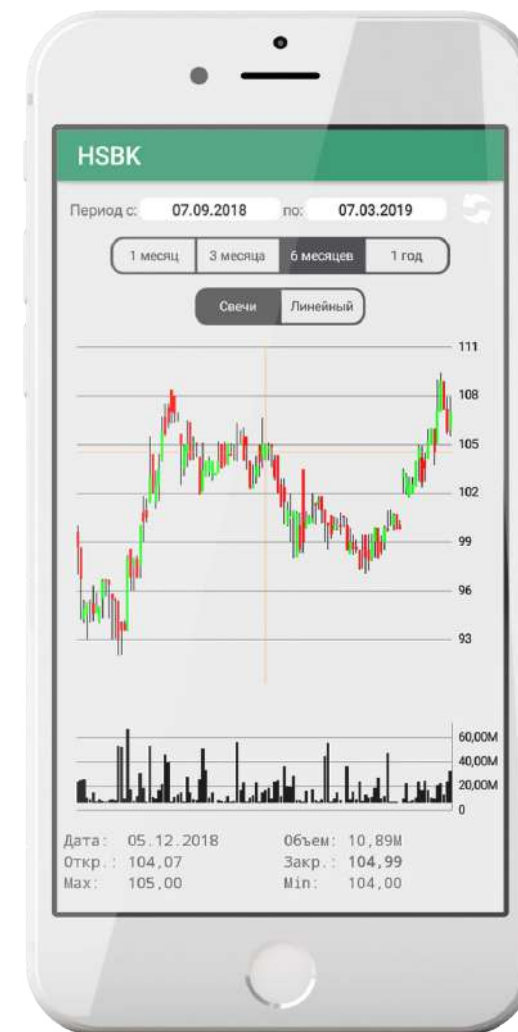 HSBK
Период с: 07.09.2018 по: 07.03.2019
1 месяц 3 месяца 6 месяцев 1 год
Свечи Линейный
111
108
105
102
99
96
93
60,00M
40,00M
20,00M
0
Дата: 05.12.2018 Объем: 10,89M
Откр.: 104,07 Закр.: 104,99
Max: 105,00 Min: 104,00